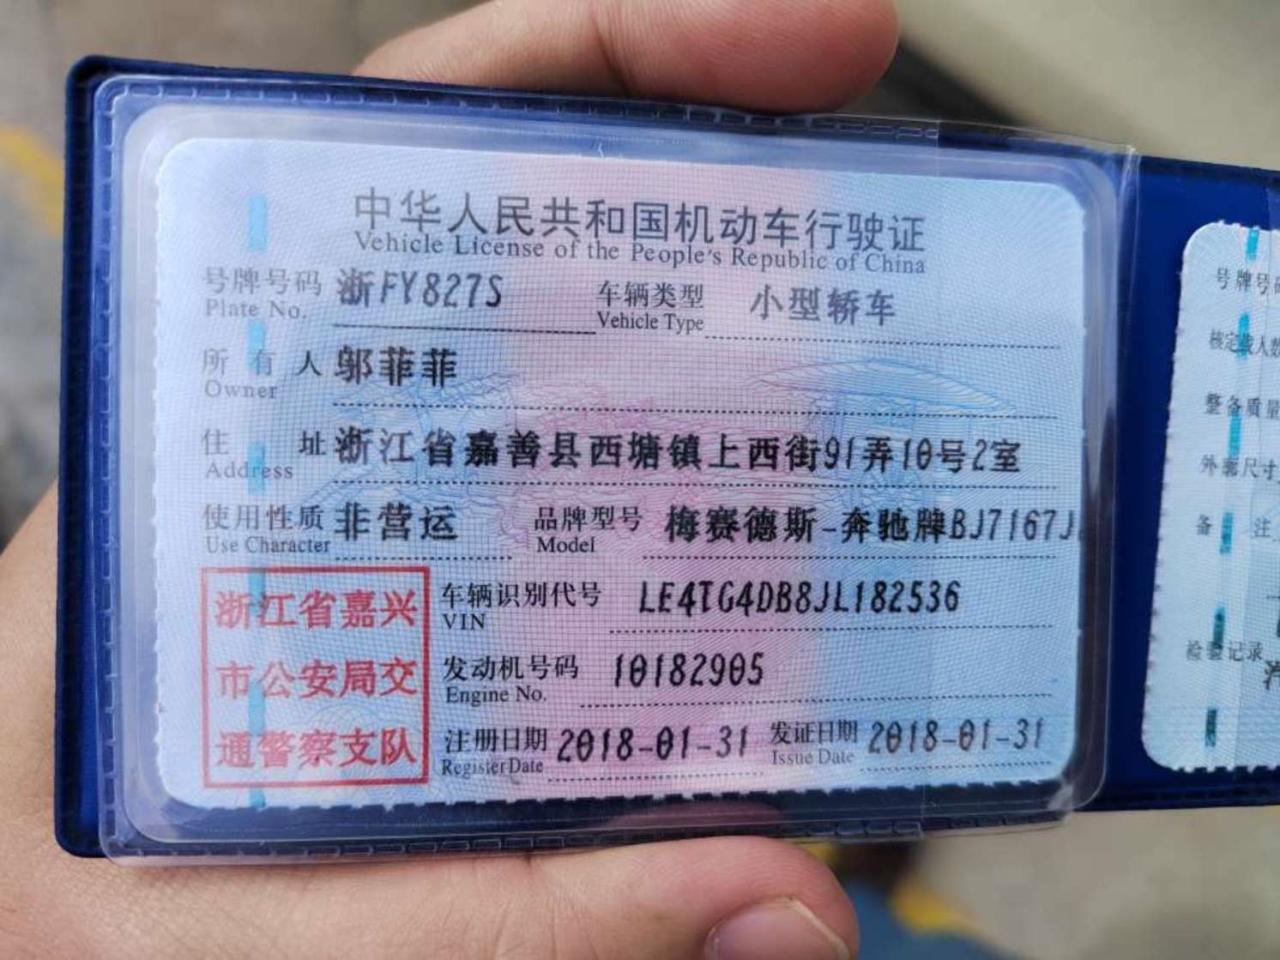 中华人民共和国机动车行驶证
Vehicle License of the People's Republic of China
号牌号码 浙FY827S 车辆类型 小型轿车
Plate No. Vehicle Type
所有人 邬菲菲
Owner
住址 浙江省嘉善县西塘镇上西街91弄10号2室
Address
使用性质 非营运 品牌型号 梅赛德斯-奔驰牌BJ7167J
Use Character Model
浙江省嘉兴
市公安局交
通警察支队
车辆识别代号 LE4TG4DB8JL182536
VIN
发动机号码 10182905
Engine No.
注册日期 2018-01-31 发证日期 2018-01-31
Register Date Issue Date
号牌号
核定载人数
整备质量
外廓尺寸
备注
检验记录